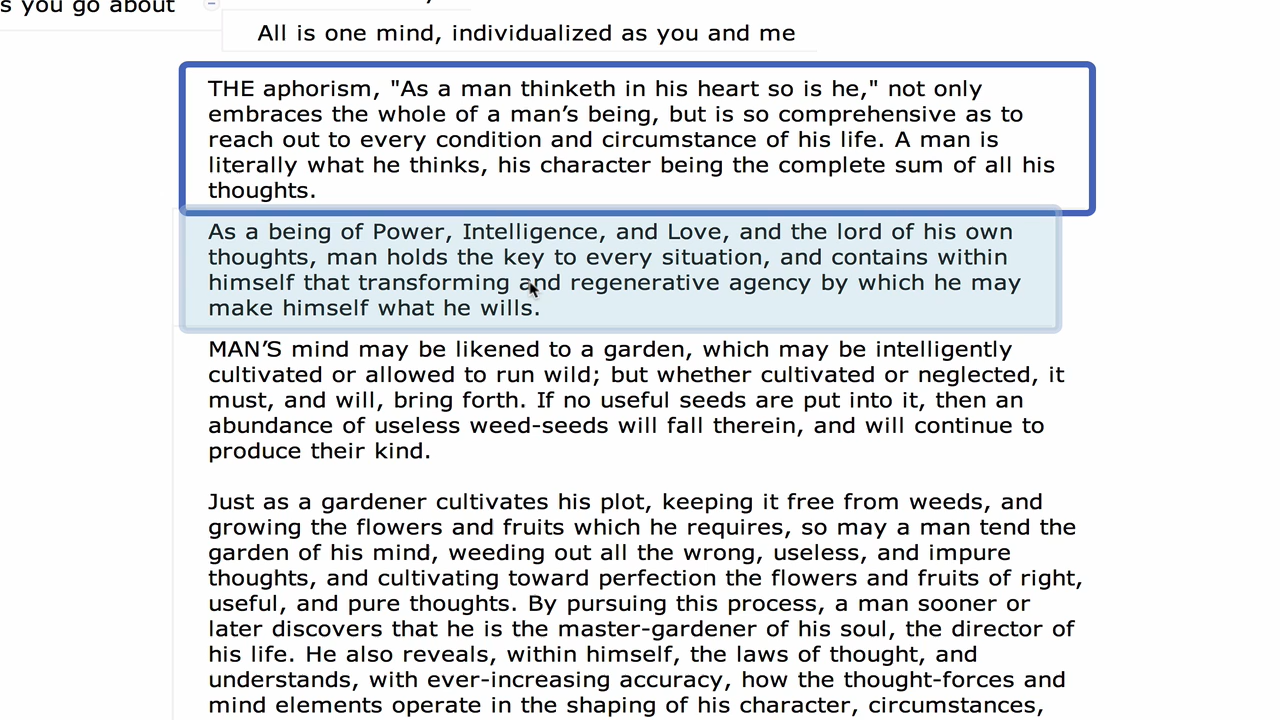 s you go about
All is one mind, individualized as you and me
THE aphorism, "As a man thinketh in his heart so is he," not only
embraces the whole of a man’s being, but is so comprehensive as to
reach out to every condition and circumstance of his life. A man is
literally what he thinks, his character being the complete sum of all his
thoughts.
As a being of Power, Intelligence, and Love, and the lord of his own
thoughts, man holds the key to every situation, and contains within
himself that transforming and regenerative agency by which he may
make himself what he wills.
MAN’S mind may be likened to a garden, which may be intelligently
cultivated or allowed to run wild; but whether cultivated or neglected, it
must, and will, bring forth. If no useful seeds are put into it, then an
abundance of useless weed-seeds will fall therein, and will continue to
produce their kind.
Just as a gardener cultivates his plot, keeping it free from weeds, and
growing the flowers and fruits which he requires, so may a man tend the
garden of his mind, weeding out all the wrong, useless, and impure
thoughts, and cultivating toward perfection the flowers and fruits of right,
useful, and pure thoughts. By pursuing this process, a man sooner or
later discovers that he is the master-gardener of his soul, the director of
his life. He also reveals, within himself, the laws of thought, and
understands, with ever-increasing accuracy, how the thought-forces and
mind elements operate in the shaping of his character, circumstances,